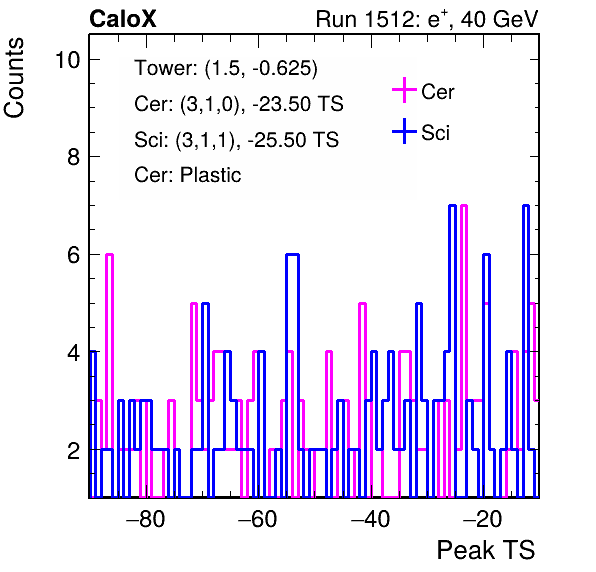 CaloX Run 1512: e⁺, 40 GeV
Counts
Tower: (1.5, -0.625)
Cer: (3,1,0), -23.50 TS
Sci: (3,1,1), -25.50 TS
Cer: Plastic
Cer
Sci
10
8
6
4
2
−80 −60 −40 −20
Peak TS